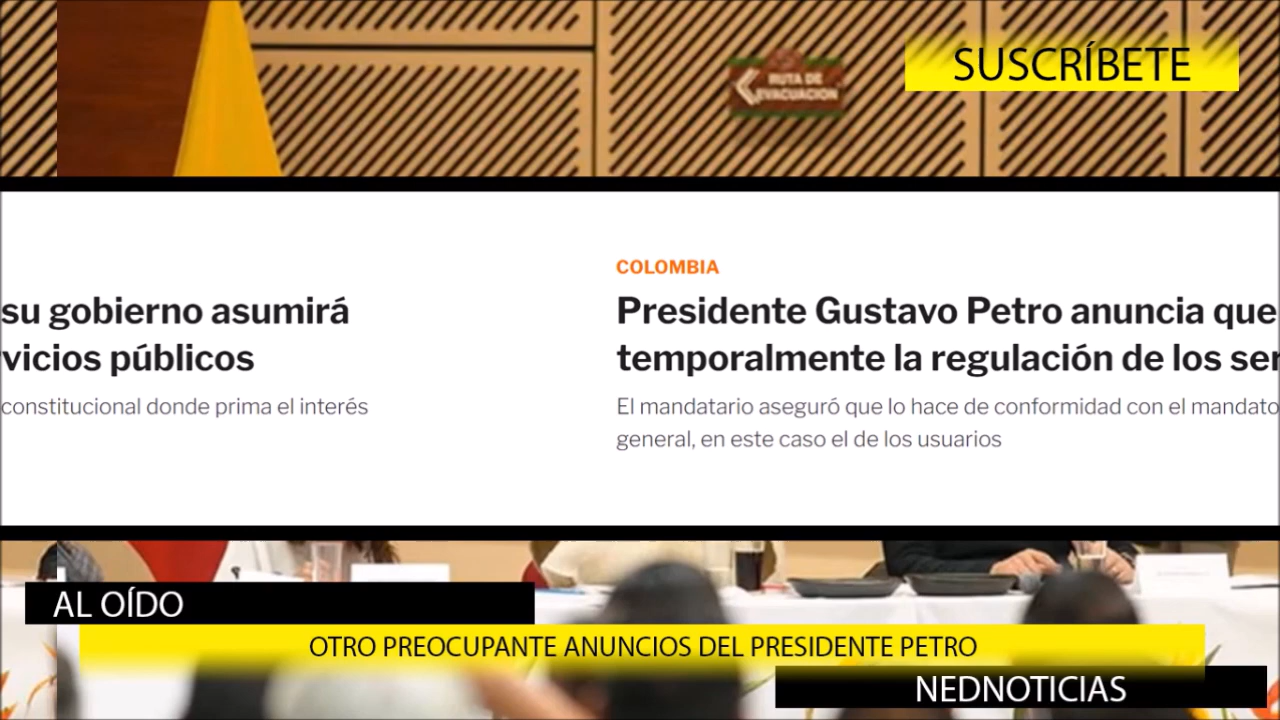 SUSCRÍBETE
RUTA DE
EVACUACION
COLOMBIA
su gobierno asumirá
Presidente Gustavo Petro anuncia que
vicios públicos
temporalmente la regulación de los ser
constitucional donde prima el interés
El mandatario aseguró que lo hace de conformidad con el mandato
general, en este caso el de los usuarios
AL OÍDO
OTRO PREOCUPANTE ANUNCIOS DEL PRESIDENTE PETRO
NEDNOTICIAS